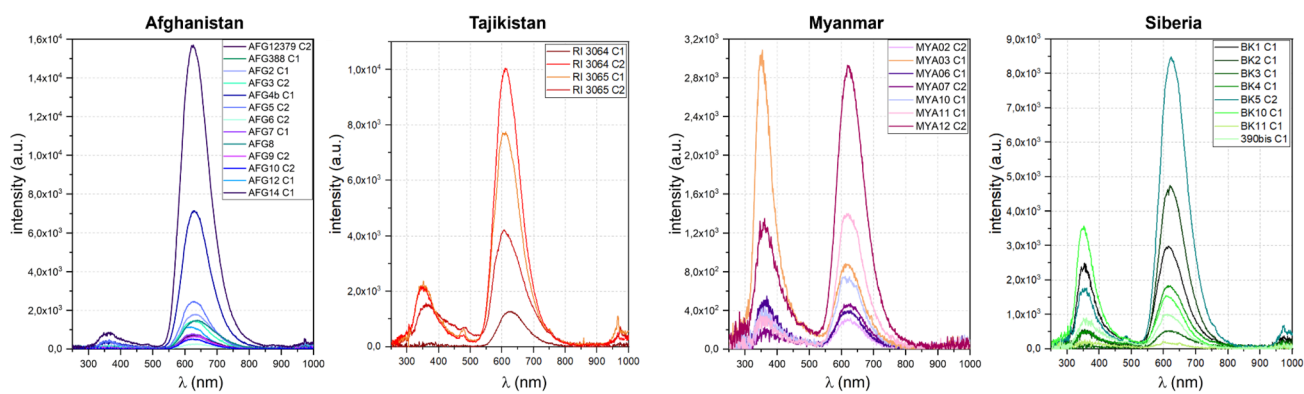 Afghanistan
1,6x10⁴
1,4x10⁴
1,2x10⁴
1,0x10⁴
8,0x10³
6,0x10³
4,0x10³
2,0x10³
0,0
intensity (a.u.)
AFG12379 C2
AFG388 C1
AFG2 C1
AFG3 C2
AFG4b C1
AFG5 C2
AFG6 C2
AFG7 C1
AFG8
AFG9 C2
AFG10 C2
AFG12 C1
AFG14 C1
300 400 500 600 700 800 900 1000
λ (nm)
Tajikistan
1,0x10⁴
8,0x10³
6,0x10³
4,0x10³
2,0x10³
0,0
intensity (a.u.)
RI 3064 C1
RI 3064 C2
RI 3065 C1
RI 3065 C2
300 400 500 600 700 800 900 1000
λ (nm)
Myanmar
3,2x10³
2,8x10³
2,4x10³
2,0x10³
1,6x10³
1,2x10³
8,0x10²
4,0x10²
0,0
intensity (a.u.)
MYA02 C2
MYA03 C1
MYA06 C1
MYA07 C2
MYA10 C1
MYA11 C1
MYA12 C2
300 400 500 600 700 800 900 1000
λ (nm)
Siberia
9,0x10³
8,0x10³
7,0x10³
6,0x10³
5,0x10³
4,0x10³
3,0x10³
2,0x10³
1,0x10³
0,0
intensity (a.u.)
BK1 C1
BK2 C1
BK3 C1
BK4 C1
BK5 C2
BK10 C1
BK11 C1
390bis C1
300 400 500 600 700 800 900 1000
λ (nm)